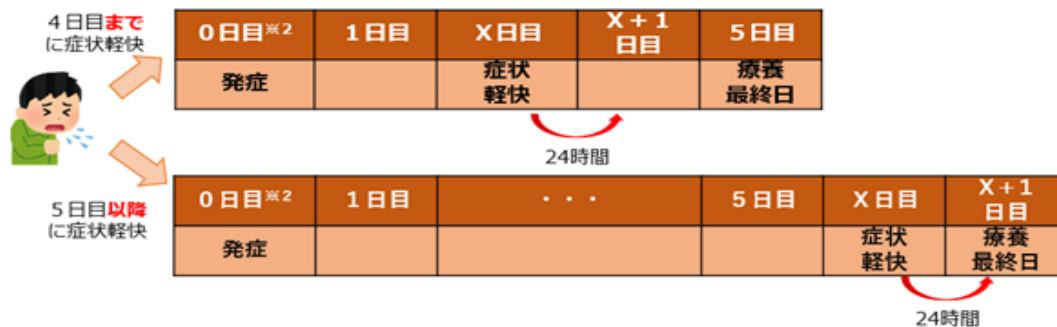 4日目まで
に症状軽快
0日目※2
1日目
X日目
X+1
日目
5日目
発症
症状
軽快
療養
最終日
24時間
5日目以降
に症状軽快
0日目※2
1日目
・・・
5日目
X日目
X+1
日目
発症
症状
軽快
療養
最終日
24時間